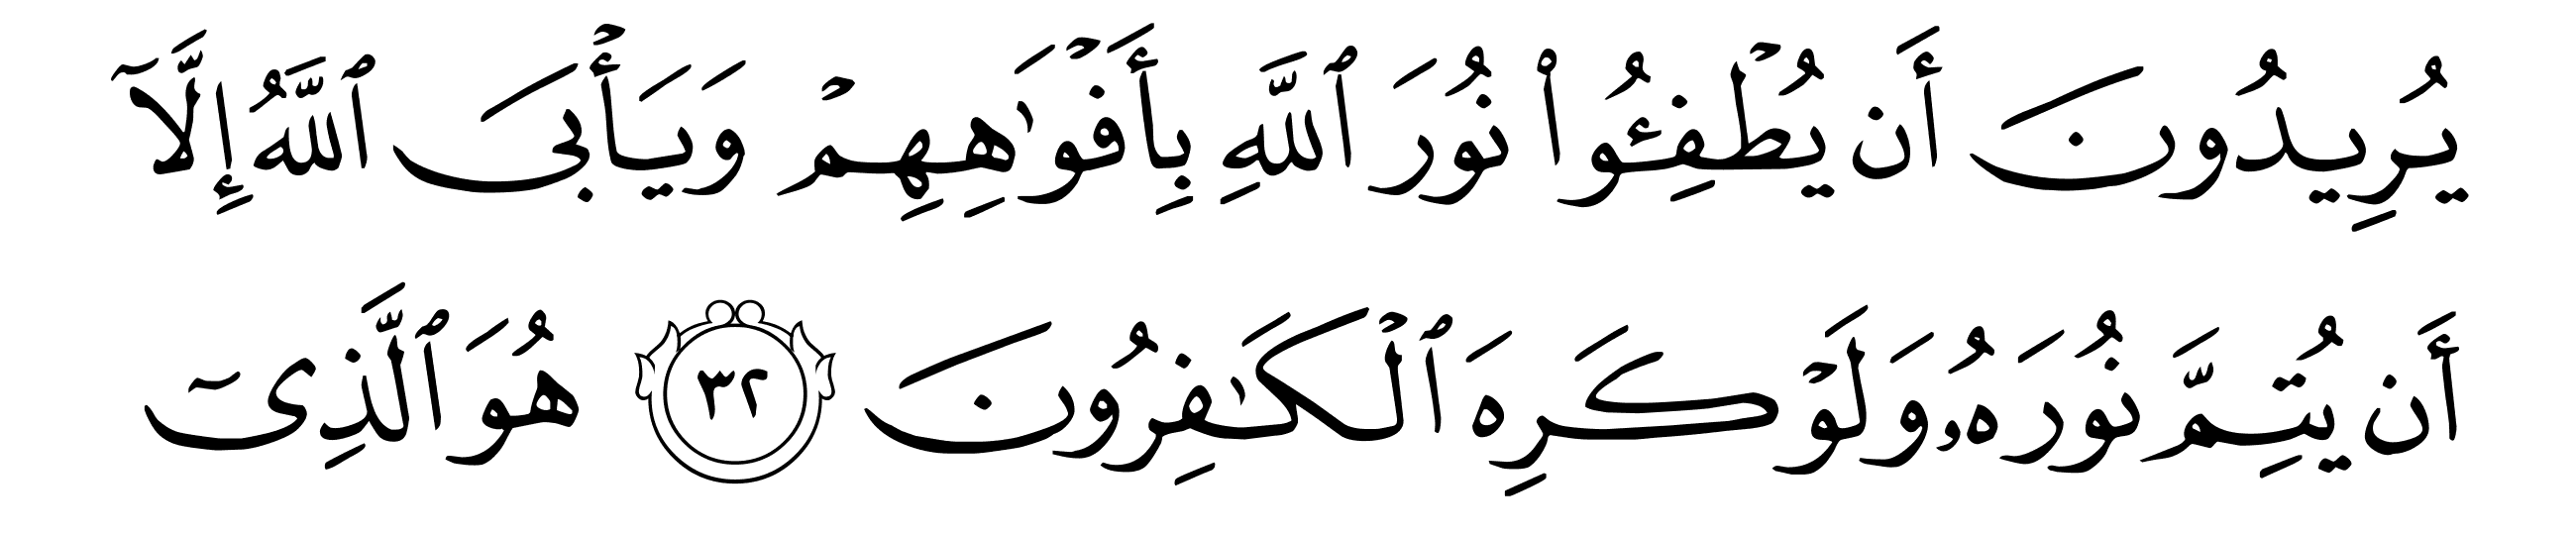 يُرِيدُونَ أَن يُطْفِـُٔوا۟ نُورَ ٱللَّهِ بِأَفْوَٰهِهِمْ وَيَأْبَى ٱللَّهُ إِلَّآ
أَن يُتِمَّ نُورَهُۥ وَلَوْ كَرِهَ ٱلْكَـٰفِرُونَ ٣٢ هُوَ ٱلَّذِىٓ